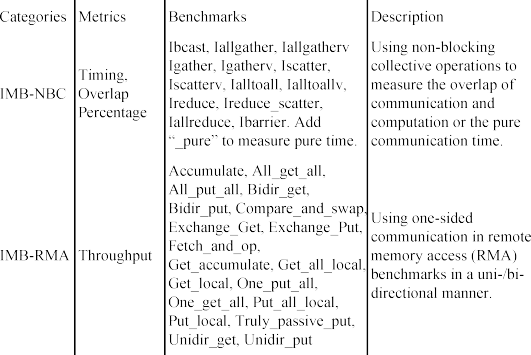 Categories Metrics Benchmarks Description
IMB-NBC
Timing,
Overlap
Percentage
Ibcast, Iallgather, Iallgatherv
Igather, Igatherv, Iscatter,
Iscatterv, Ialltoall, Ialltoallv,
Ireduce, Ireduce_scatter,
Iallreduce, Ibarrier. Add
“_pure” to measure pure time.
Using non-blocking
collective operations to
measure the overlap of
communication and
computation or the pure
communication time.
IMB-RMA
Throughput
Accumulate, All_get_all,
All_put_all, Bidir_get,
Bidir_put, Compare_and_swap,
Exchange_Get, Exchange_Put,
Fetch_and_op,
Get_accumulate, Get_all_local,
Get_local, One_put_all,
One_get_all, Put_all_local,
Put_local, Truly_passive_put,
Unidir_get, Unidir_put
Using one-sided
communication in remote
memory access (RMA)
benchmarks in a uni-/bi-
directional manner.